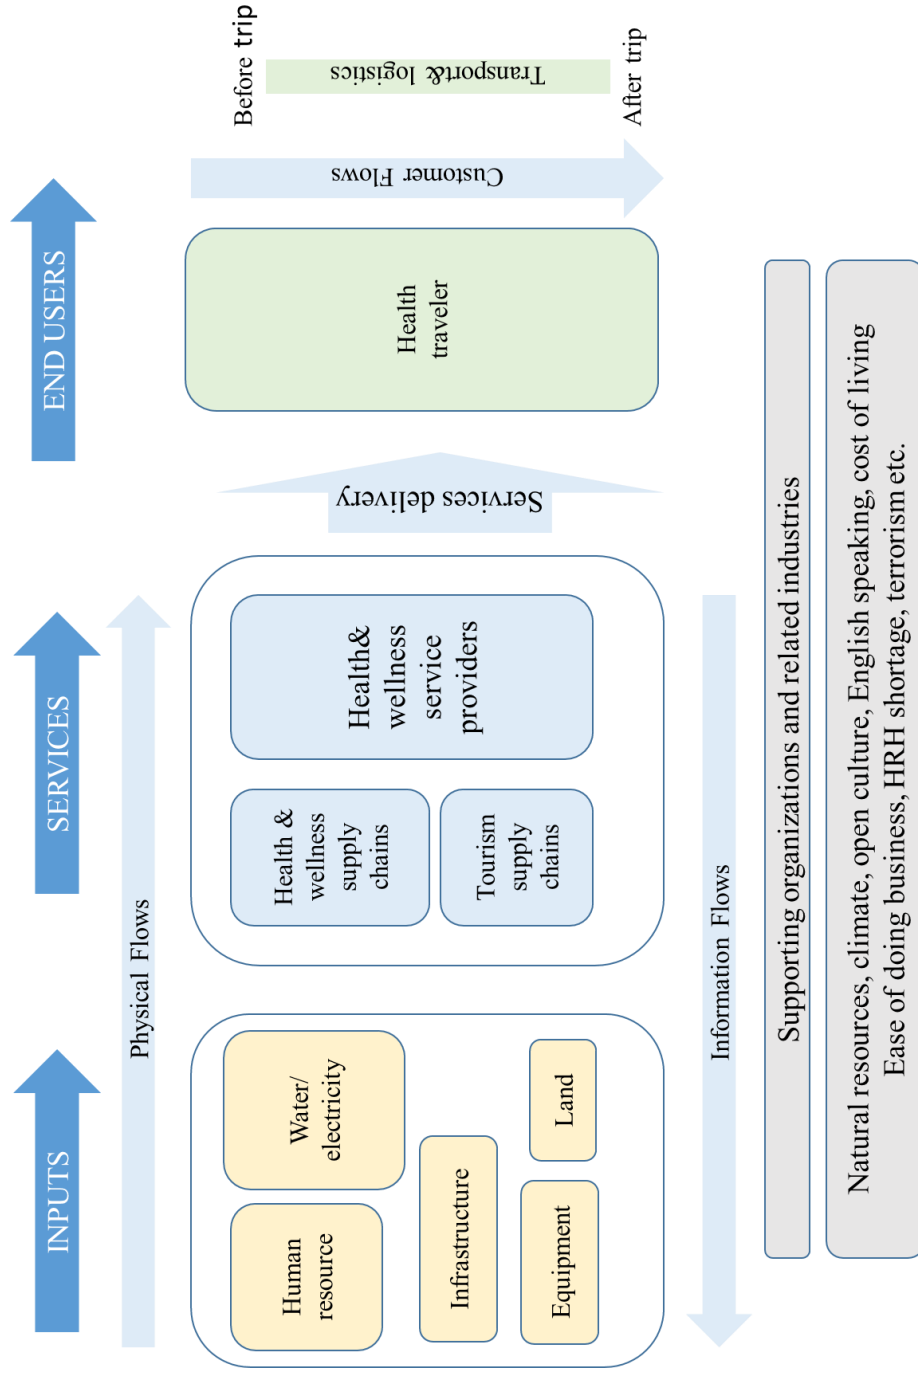 INPUTS
SERVICES
END USERS
Physical Flows
Human
resource
Water/
electricity
Infrastructure
Equipment
Land
Health &
wellness
supply
chains
Tourism
supply
chains
Health&
wellness
service
providers
Services delivery
Health
traveler
Customer Flows
Before trip
Transport& logistics
After trip
Information Flows
Supporting organizations and related industries
Natural resources, climate, open culture, English speaking, cost of living
Ease of doing business, HRH shortage, terrorism etc.